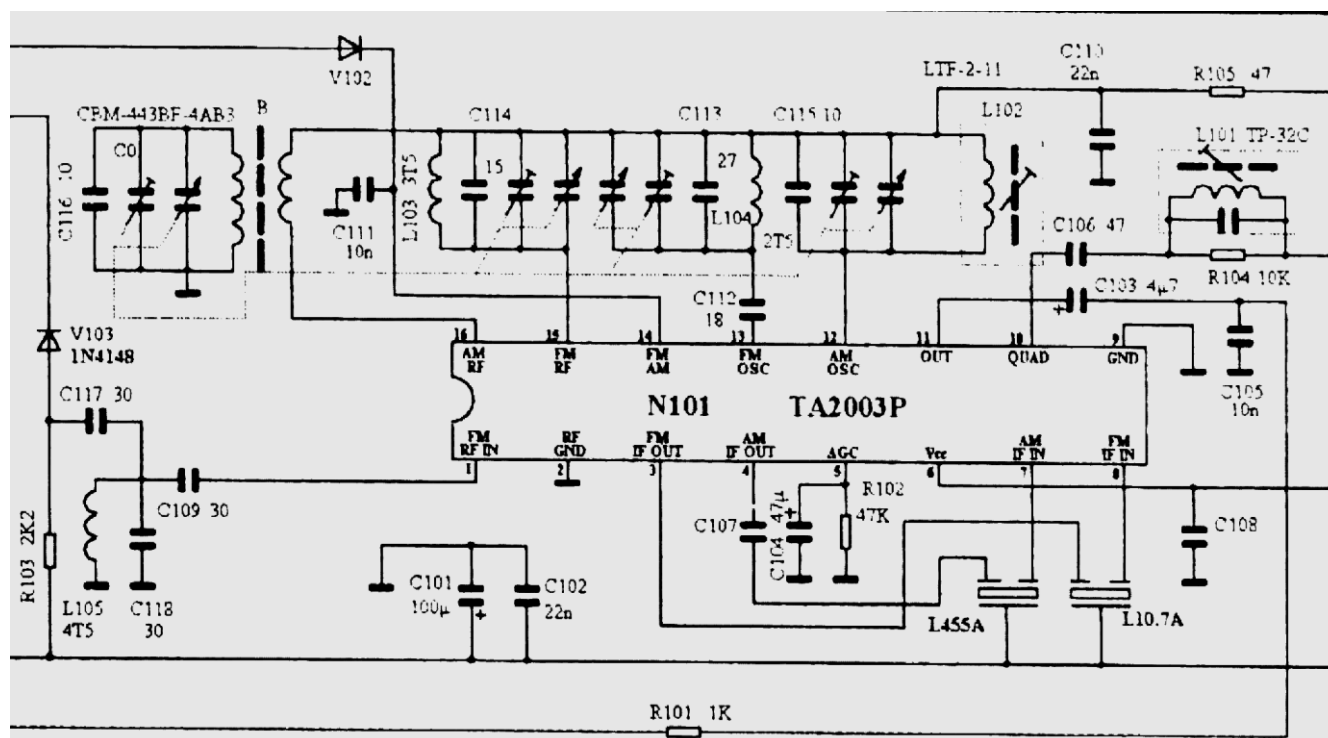 V102
CBM-443BF-4AB3
B
C0
C116 10
C111
10n
L103 3T5
C114
15
C113
27
L104
2T5
C115 10
C112
18
LTF-2-11
L102
C110
22n
R105 47
L101 TP-32C
C106 47
R104 10K
C103 4μ7
+
C105
10n
V103
1N4148
C117 30
C109 30
R103 2K2
L105
4T5
C118
30
16
AM
RF
15
FM
RF
14
FM
AM
13
FM
OSC
12
AM
OSC
11
OUT
10
QUAD
9
GND
N101 TA2003P
FM
RF IN
1
RF
GND
2
FM
IF OUT
3
AM
IF OUT
4
AGC
5
Vcc
6
AM
IF IN
7
FM
IF IN
8
C101
100μ
+
C102
22n
C107
C104 47μ
+
R102
47K
C108
L455A
L10.7A
R101 1K